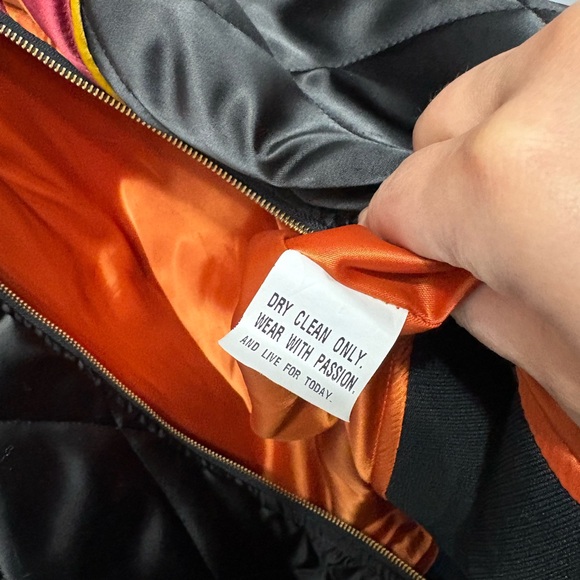 DRY CLEAN ONLY.
WEAR WITH PASSION.
AND LIVE FOR TODAY.